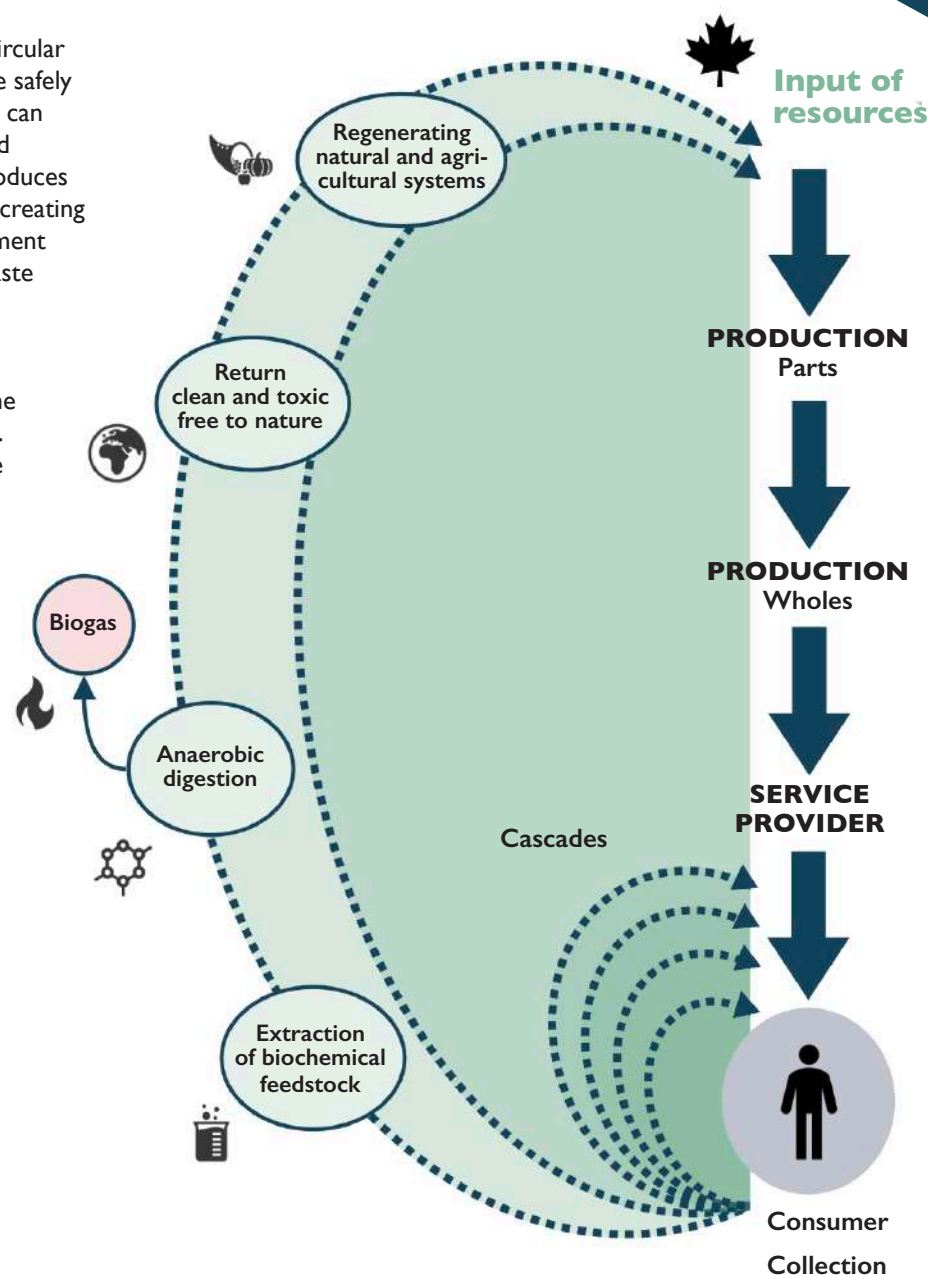 ircular
e safely
can
d
oduces
creating
ment
aste
ne
.
e
Input of
resources
Regenerating
natural and agri-
cultural systems
PRODUCTION
Parts
Return
clean and toxic
free to nature
PRODUCTION
Wholes
Biogas
Anaerobic
digestion
SERVICE
PROVIDER
Cascades
Extraction
of biochemical
feedstock
Consumer
Collection